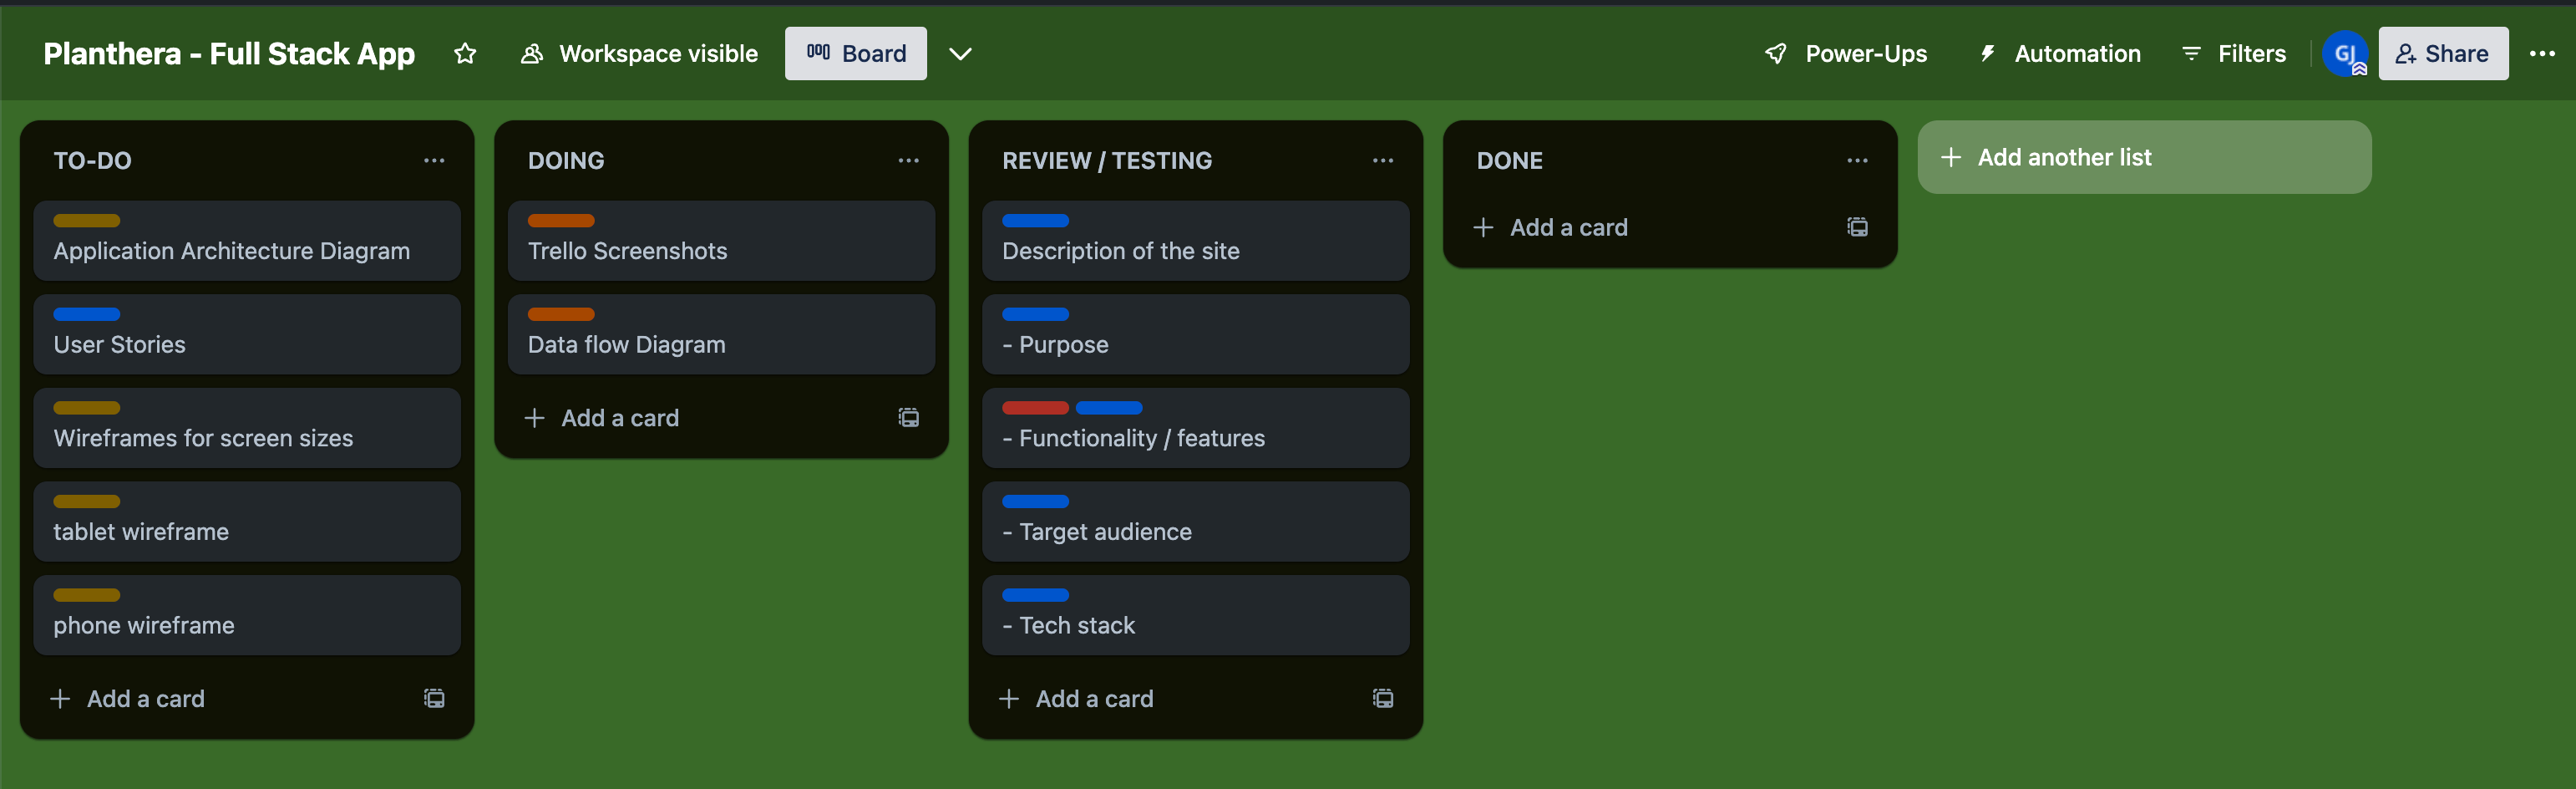 Planthera - Full Stack App Workspace visible Board Power-Ups Automation Filters GJ Share
TO-DO
Application Architecture Diagram
User Stories
Wireframes for screen sizes
tablet wireframe
phone wireframe
Add a card
DOING
Trello Screenshots
Data flow Diagram
Add a card
REVIEW / TESTING
Description of the site
- Purpose
- Functionality / features
- Target audience
- Tech stack
Add a card
DONE
Add a card
Add another list